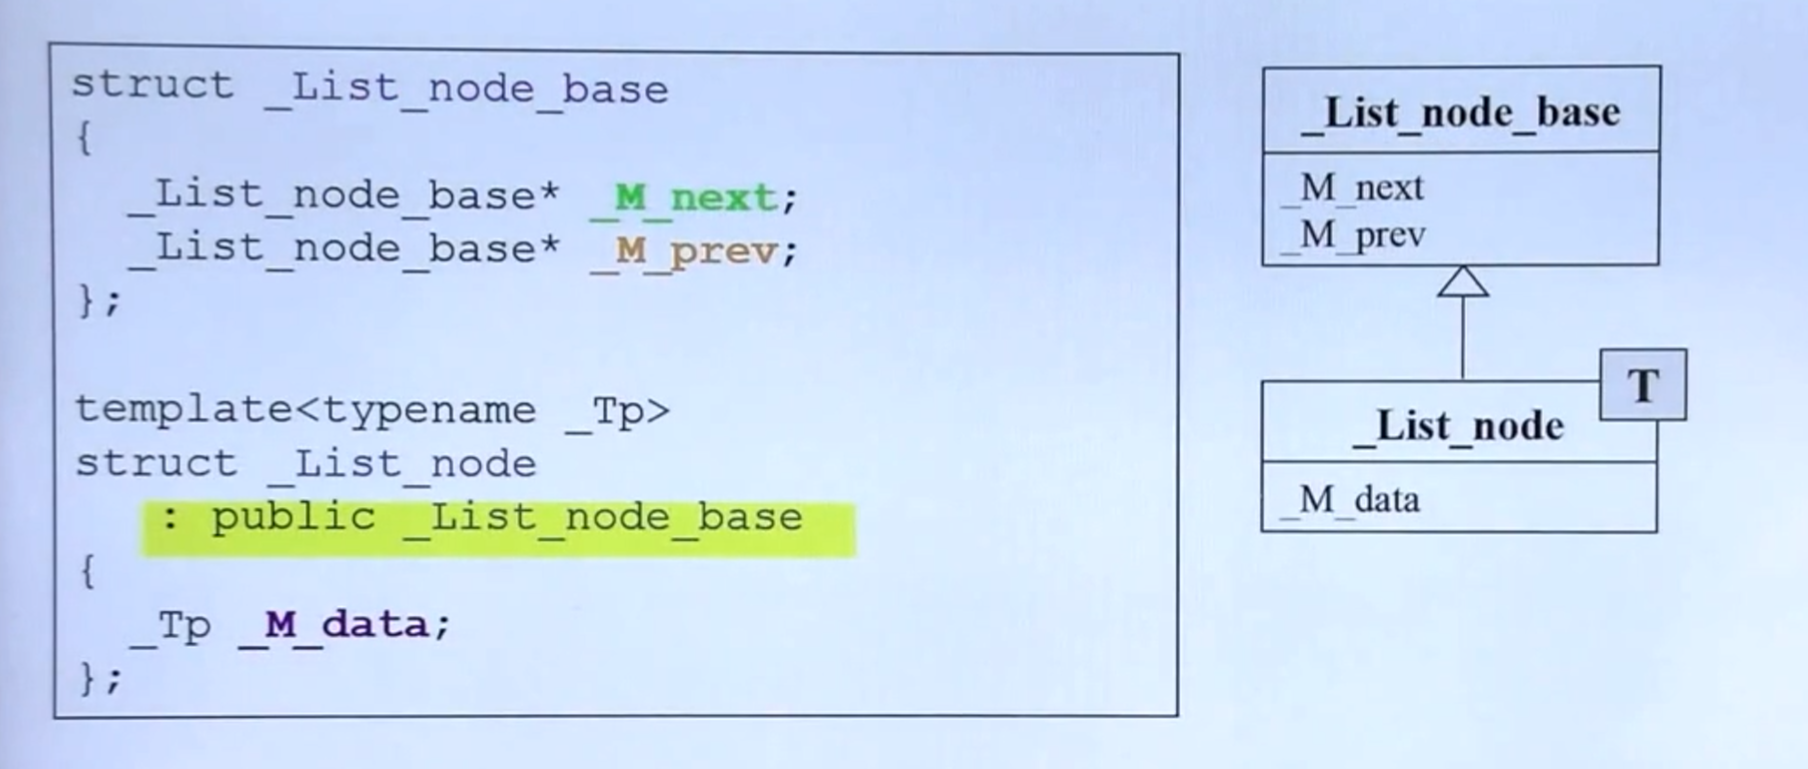 struct _List_node_base
{
_List_node_base* _M_next;
_List_node_base* _M_prev;
};
template<typename _Tp>
struct _List_node
: public _List_node_base
{
_Tp _M_data;
};
_List_node_base
_M_next
_M_prev
T
_List_node
_M_data